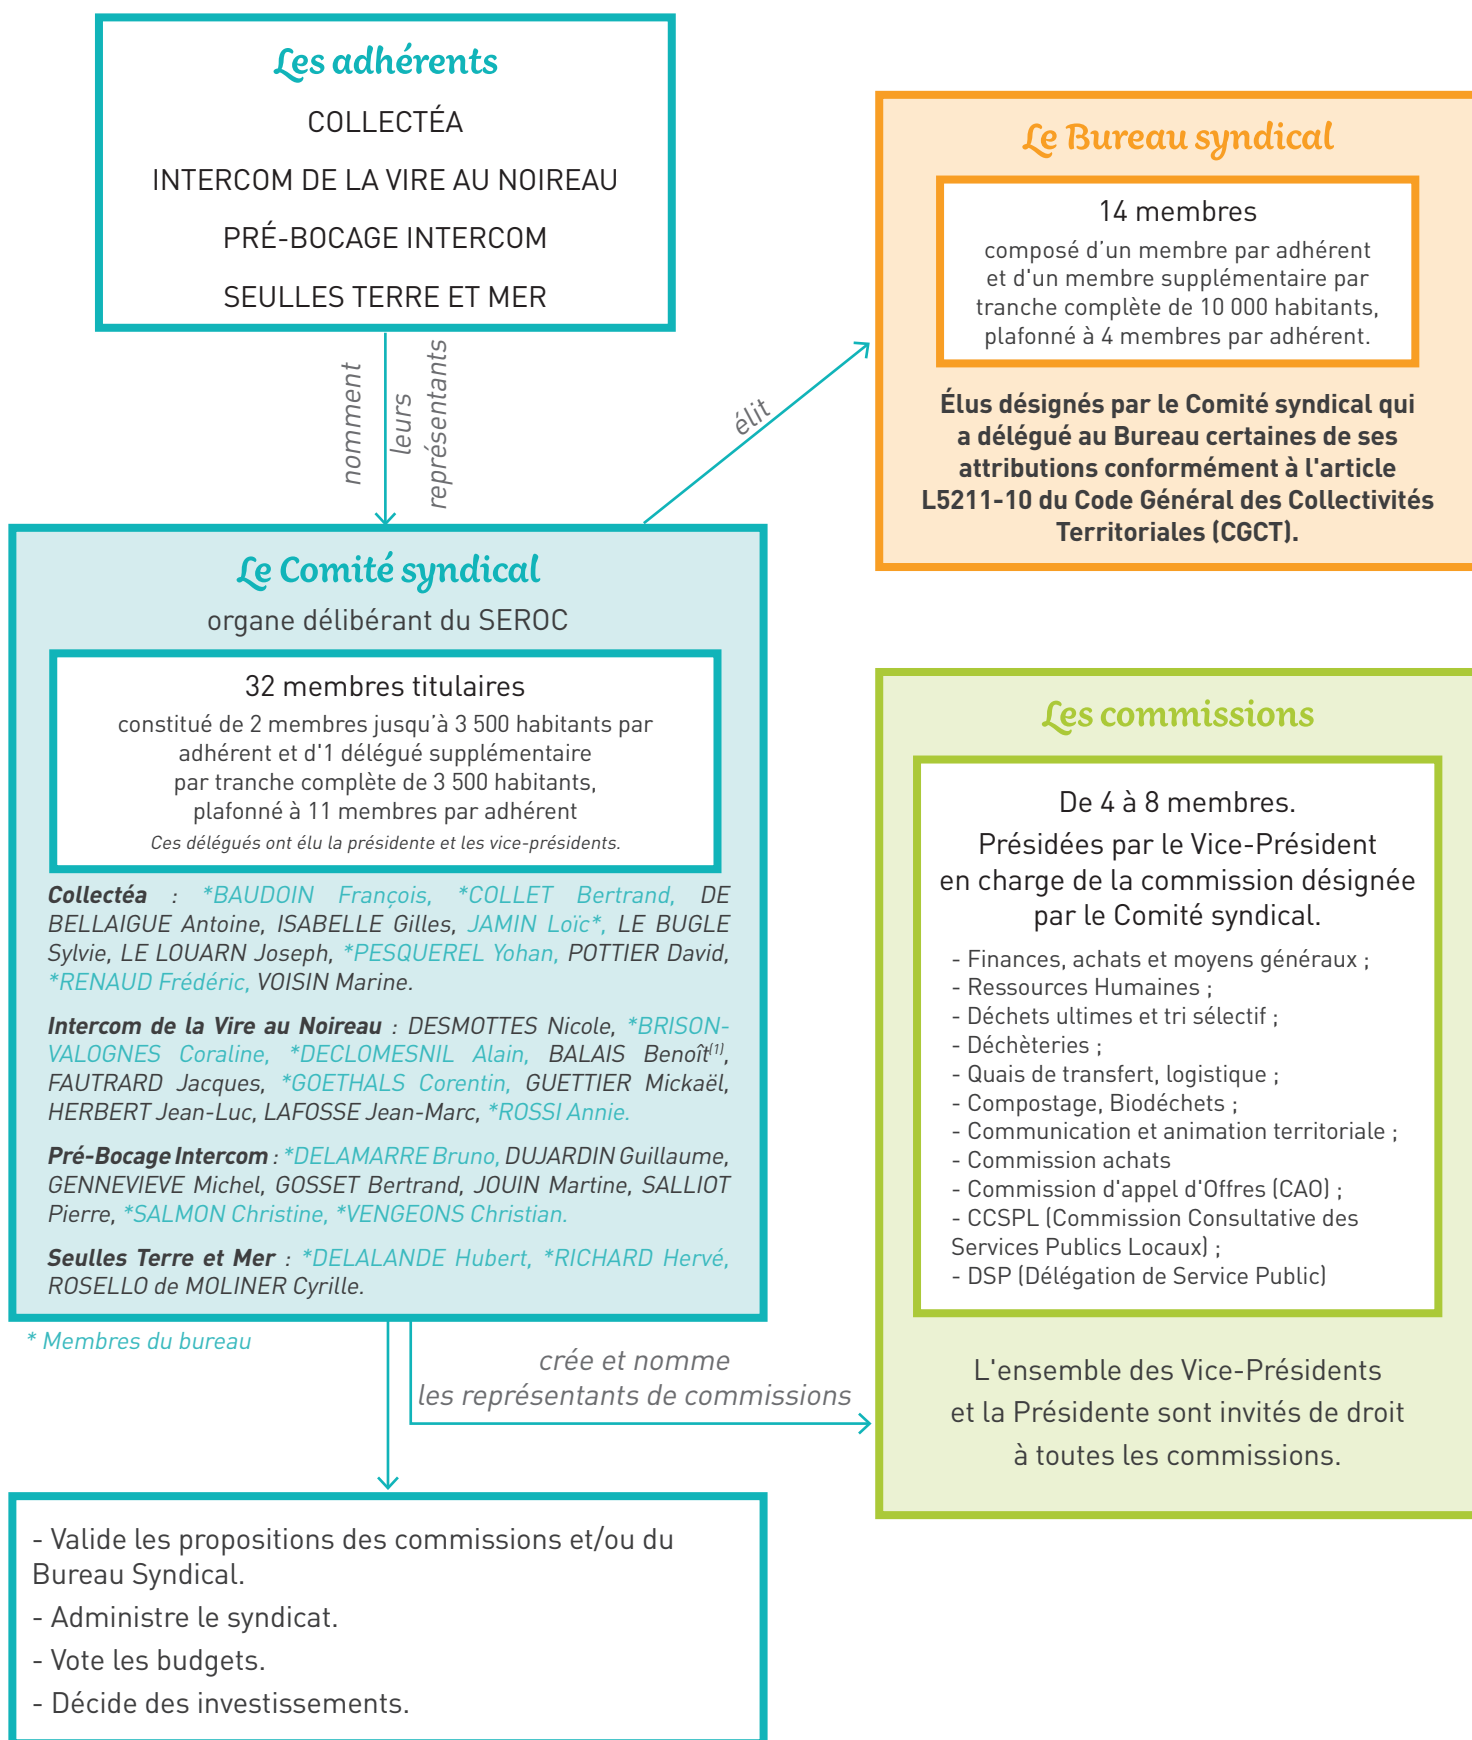 Les adhérents
COLLECTÉA
INTERCOM DE LA VIRE AU NOIREAU
PRÉ-BOCAGE INTERCOM
SEULLES TERRE ET MER
nomment
leurs
représentants
élit
Le Bureau syndical
14 membres
composé d’un membre par adhérent
et d'un membre supplémentaire par
tranche complète de 10 000 habitants,
plafonné à 4 membres par adhérent.
Élus désignés par le Comité syndical qui
a délégué au Bureau certaines de ses
attributions conformément à l'article
L5211-10 du Code Général des Collectivités
Territoriales (CGCT).
Le Comité syndical
organe délibérant du SEROC
32 membres titulaires
constitué de 2 membres jusqu’à 3 500 habitants par
adhérent et d'1 délégué supplémentaire
par tranche complète de 3 500 habitants,
plafonné à 11 membres par adhérent
Ces délégués ont élu la présidente et les vice-présidents.
Collectéa : *BAUDOIN François, *COLLET Bertrand, DE
BELLAIGUE Antoine, ISABELLE Gilles, JAMIN Loïc*, LE BUGLE
Sylvie, LE LOUARN Joseph, *PESQUEREL Yohan, POTTIER David,
*RENAUD Frédéric, VOISIN Marine.
Intercom de la Vire au Noireau : DESMOTTES Nicole, *BRISON-
VALOGNES Coraline, *DECLOMESNIL Alain, BALAIS Benoît(1),
FAUTRARD Jacques, *GOETHALS Corentin, GUETTIER Mickaël,
HERBERT Jean-Luc, LAFOSSE Jean-Marc, *ROSSI Annie.
Pré-Bocage Intercom : *DELAMARRE Bruno, DUJARDIN Guillaume,
GENNEVIEVE Michel, GOSSET Bertrand, JOUIN Martine, SALLIOT
Pierre, *SALMON Christine, *VENGEONS Christian.
Seulles Terre et Mer : *DELALANDE Hubert, *RICHARD Hervé,
ROSELLO de MOLINER Cyrille.
* Membres du bureau
crée et nomme
les représentants de commissions
Les commissions
De 4 à 8 membres.
Présidées par le Vice-Président
en charge de la commission désignée
par le Comité syndical.
- Finances, achats et moyens généraux ;
- Ressources Humaines ;
- Déchets ultimes et tri sélectif ;
- Déchèteries ;
- Quais de transfert, logistique ;
- Compostage, Biodéchets ;
- Communication et animation territoriale ;
- Commission achats
- Commission d'appel d'Offres (CAO) ;
- CCSPL (Commission Consultative des
Services Publics Locaux) ;
- DSP (Délégation de Service Public)
L'ensemble des Vice-Présidents
et la Présidente sont invités de droit
à toutes les commissions.
- Valide les propositions des commissions et/ou du
Bureau Syndical.
- Administre le syndicat.
- Vote les budgets.
- Décide des investissements.